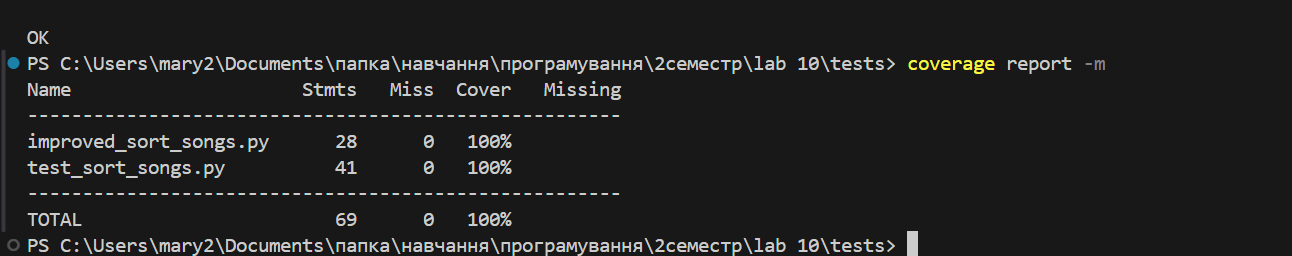 OK
PS C:\Users\mary2\Documents\папка\навчання\програмування\2семестр\lab 10\tests> coverage report -m
Name                     Stmts   Miss  Cover   Missing
------------------------------------------------------
improved_sort_songs.py      28      0   100%
test_sort_songs.py          41      0   100%
------------------------------------------------------
TOTAL                       69      0   100%
PS C:\Users\mary2\Documents\папка\навчання\програмування\2семестр\lab 10\tests>